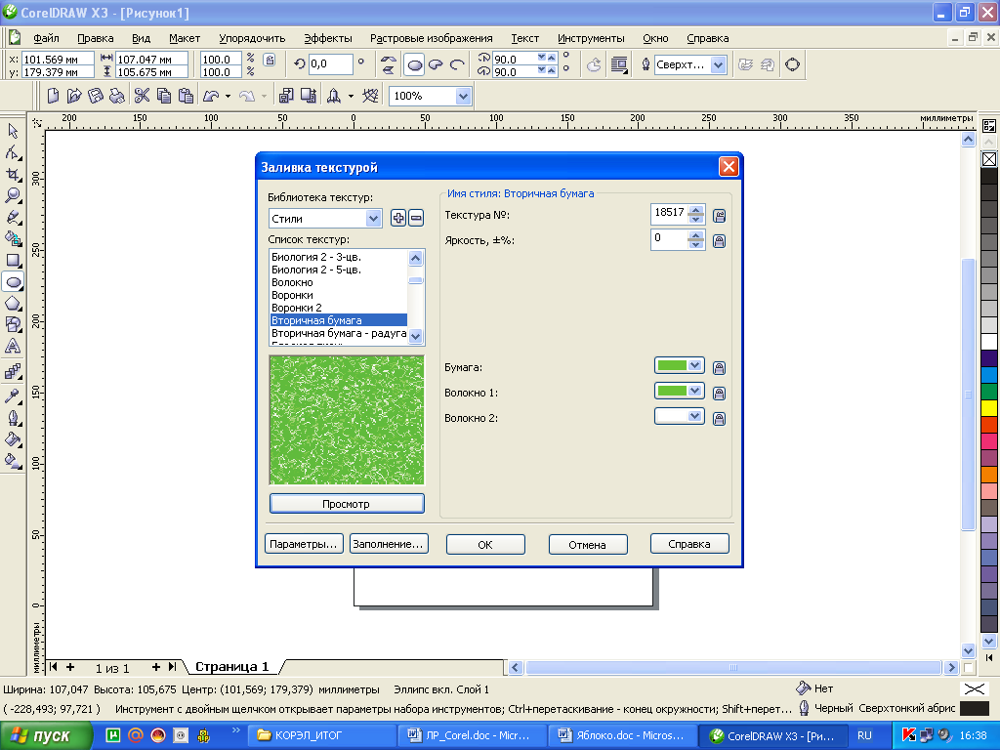 CorelDRAW X3 - [Рисунок1]
Файл Правка Вид Макет Упорядочить Эффекты Растровые изображения Текст Инструменты Окно Справка
x: 101.569 мм 107.047 мм 100.0 % 0,0 ° 90.0 ° Сверхт...
y: 179.379 мм 105.675 мм 100.0 % 90.0 °
100%
200 150 100 50 0 50 100 150 200 250 300 350 миллиметры
300
250
200
150
100
50
0
миллиметры
Заливка текстурой
Библиотека текстур:
Стили
Список текстур:
Биология 2 - 3-цв.
Биология 2 - 5-цв.
Волокно
Воронки
Воронки 2
Вторичная бумага
Вторичная бумага - радуга
Просмотр
Имя стиля: Вторичная бумага
Текстура №: 18517
Яркость, ±%: 0
Бумага:
Волокно 1:
Волокно 2:
Параметры... Заполнение... ОК Отмена Справка
1 из 1 Страница 1
Ширина: 107,047 Высота: 105,675 Центр: (101,569; 179,379) миллиметры Эллипс вкл. Слой 1 Нет
( -228,493; 97,721 ) Инструмент с двойным щелчком открывает параметры набора инструментов; Ctrl+перетаскивание - конец окружности; Shift+перет... Черный Сверхтонкий абрис
пуск КОРЭЛ_ИТОГ ЛР_Corel.doc - Micr... Яблоко.doc - Micros... CorelDRAW X3 - [Ри... RU 16:38